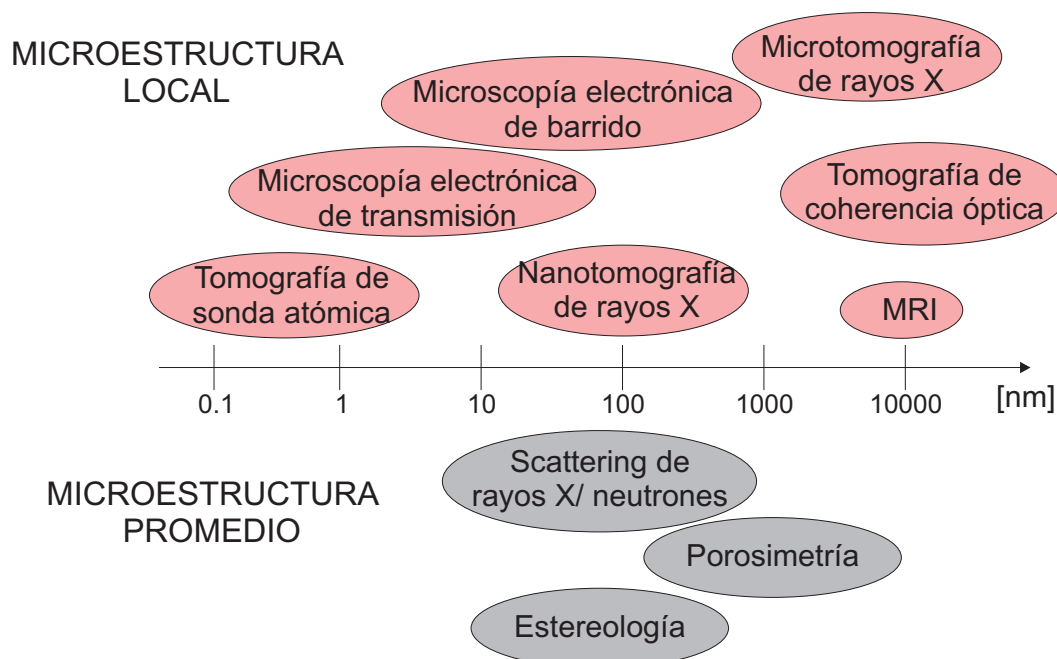 MICROESTRUCTURA
LOCAL
Microtomografía
de rayos X
Microscopía electrónica
de barrido
Microscopía electrónica
de transmisión
Tomografía de
coherencia óptica
Tomografía de
sonda atómica
Nanotomografía
de rayos X
MRI
0.1 1 10 100 1000 10000 [nm]
MICROESTRUCTURA
PROMEDIO
Scattering de
rayos X/ neutrones
Porosimetría
Estereología